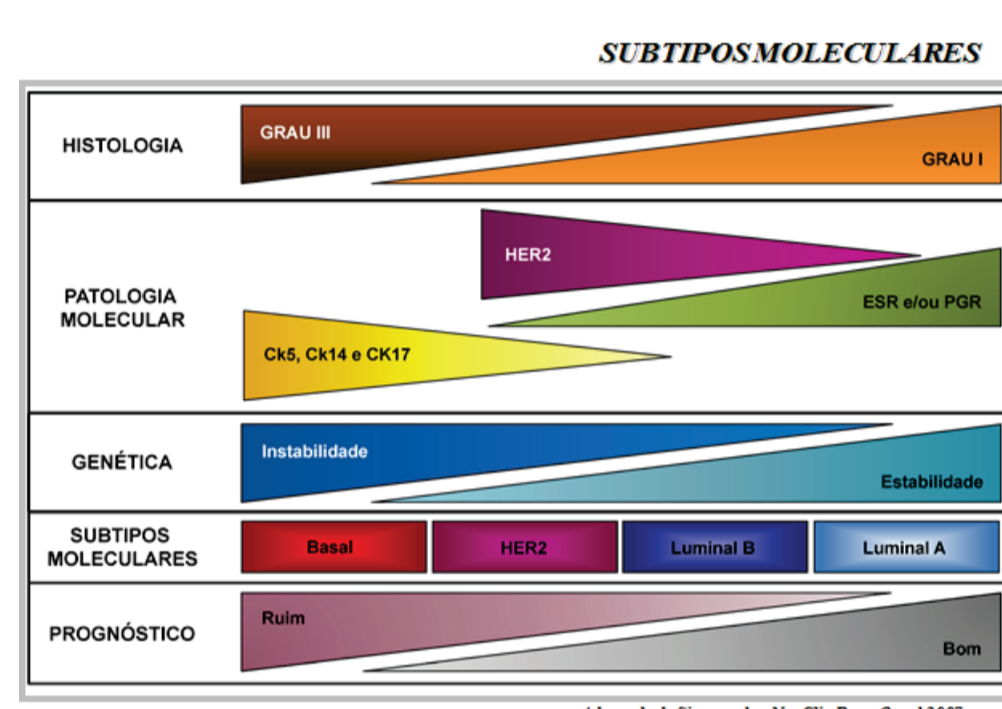 SUBTIPOS MOLECULARES
HISTOLOGIA
GRAU III
GRAU I
PATOLOGIA
MOLECULAR
HER2
ESR e/ou PGR
Ck5, Ck14 e CK17
GENÉTICA
Instabilidade
Estabilidade
SUBTIPOS
MOLECULARES
Basal
HER2
Luminal B
Luminal A
PROGNÓSTICO
Ruim
Bom